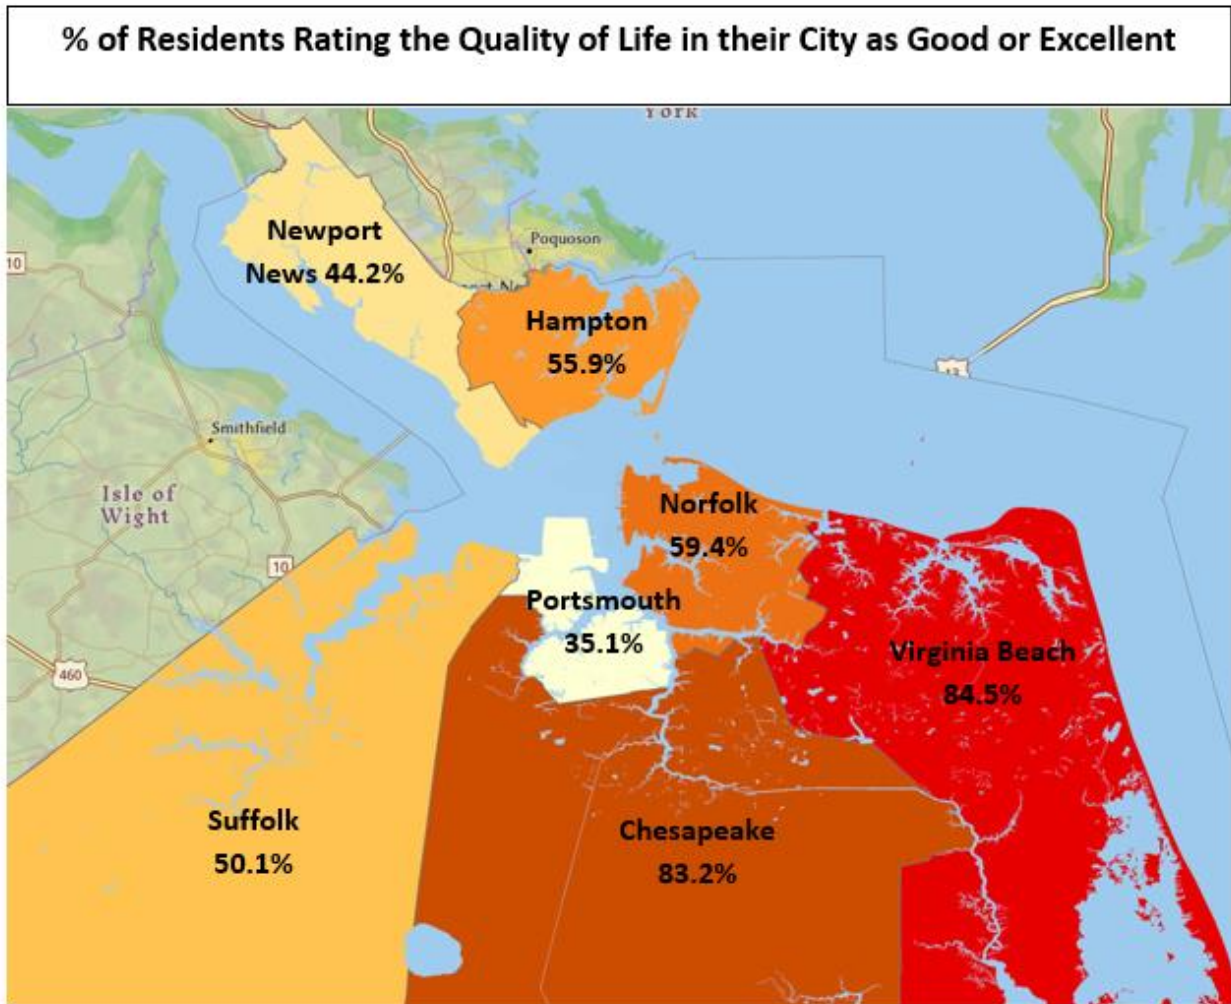 % of Residents Rating the Quality of Life in their City as Good or Excellent
York
Newport
News 44.2%
Poquoson
10
Hampton
55.9%
13
Smithfield
Isle of
Wight
Norfolk
59.4%
10
Portsmouth
35.1%
460
Virginia Beach
84.5%
Suffolk
50.1%
Chesapeake
83.2%